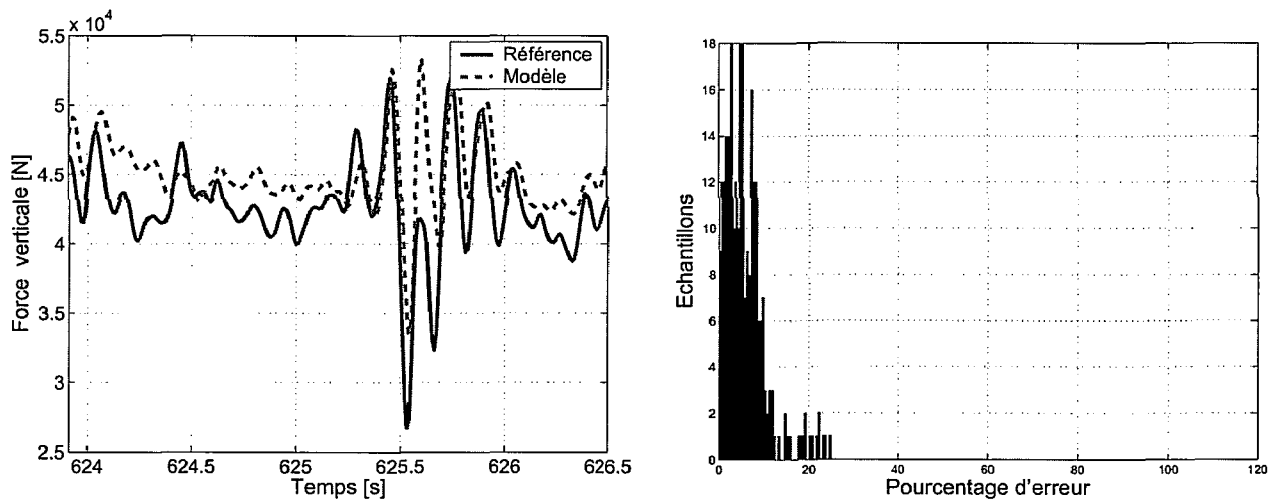 x 10⁴
5.5
5
4.5
4
3.5
3
2.5
Force verticale [N]
624 624.5 625 625.5 626 626.5
Temps [s]
Référence
Modèle
18
16
14
12
10
8
6
4
2
0
Echantillons
0 20 40 60 80 100 120
Pourcentage d'erreur